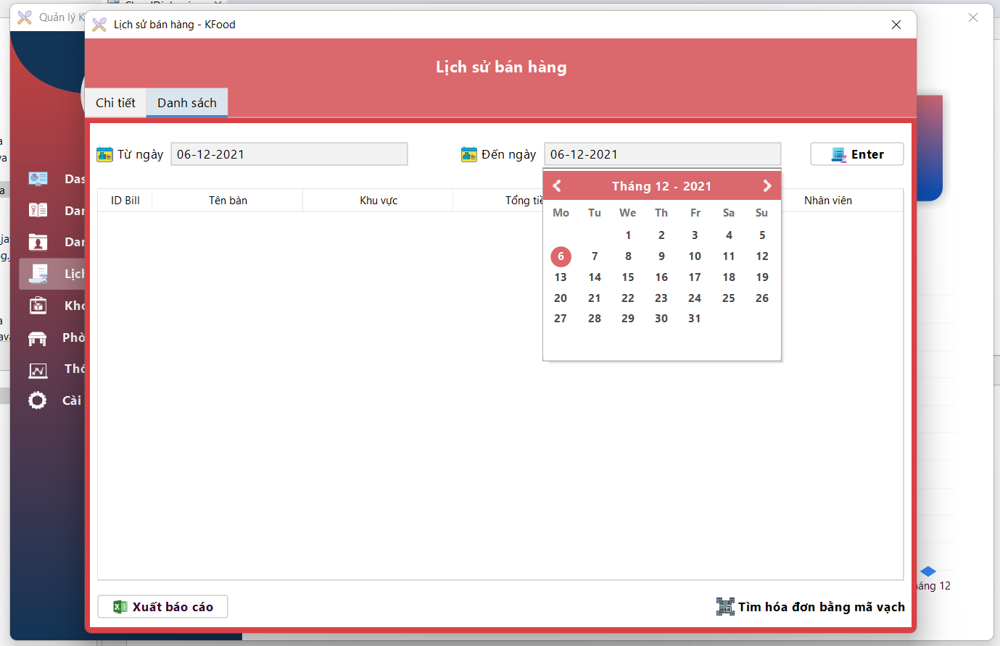 Quản lý K
Lịch sử bán hàng - KFood
Lịch sử bán hàng
Chi tiết
Danh sách
Từ ngày
06-12-2021
Đến ngày
06-12-2021
Enter
ID Bill
Tên bàn
Khu vực
Tổng tiề
Nhân viên
Tháng 12 - 2021
Mo Tu We Th Fr Sa Su
1 2 3 4 5
6 7 8 9 10 11 12
13 14 15 16 17 18 19
20 21 22 23 24 25 26
27 28 29 30 31
Das
Dan
Dan
Lịch
Kho
Phò
Thố
Cài
áng 12
Xuất báo cáo
Tìm hóa đơn bằng mã vạch